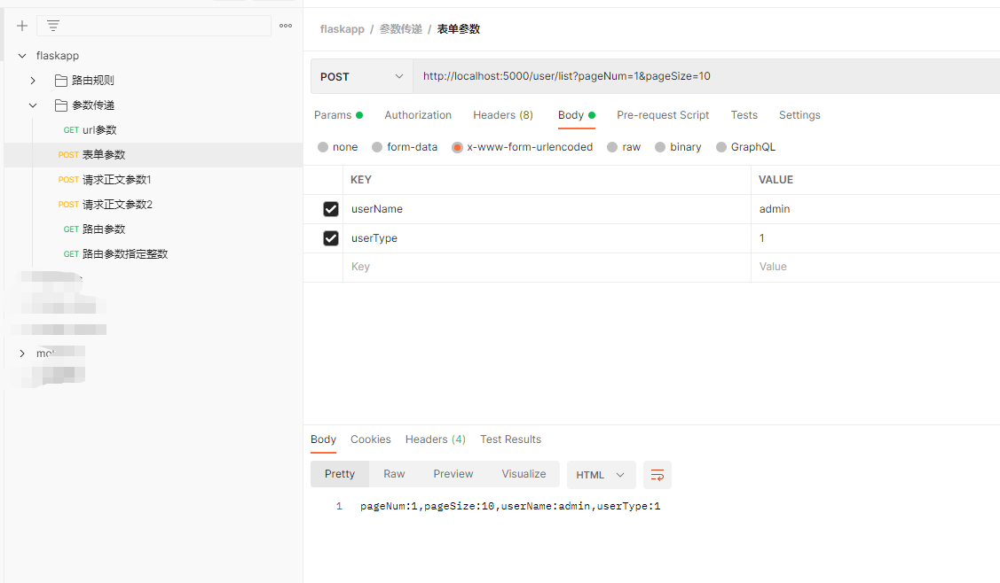 flaskapp
路由规则
参数传递
GET url参数
POST 表单参数
POST 请求正文参数1
POST 请求正文参数2
GET 路由参数
GET 路由参数指定整数
flaskapp / 参数传递 / 表单参数
POST http://localhost:5000/user/list?pageNum=1&pageSize=10
Params Authorization Headers (8) Body Pre-request Script Tests Settings
none form-data x-www-form-urlencoded raw binary GraphQL
KEY VALUE
userName admin
userType 1
Key Value
Body Cookies Headers (4) Test Results
Pretty Raw Preview Visualize HTML
1 pageNum:1,pageSize:10,userName:admin,userType:1